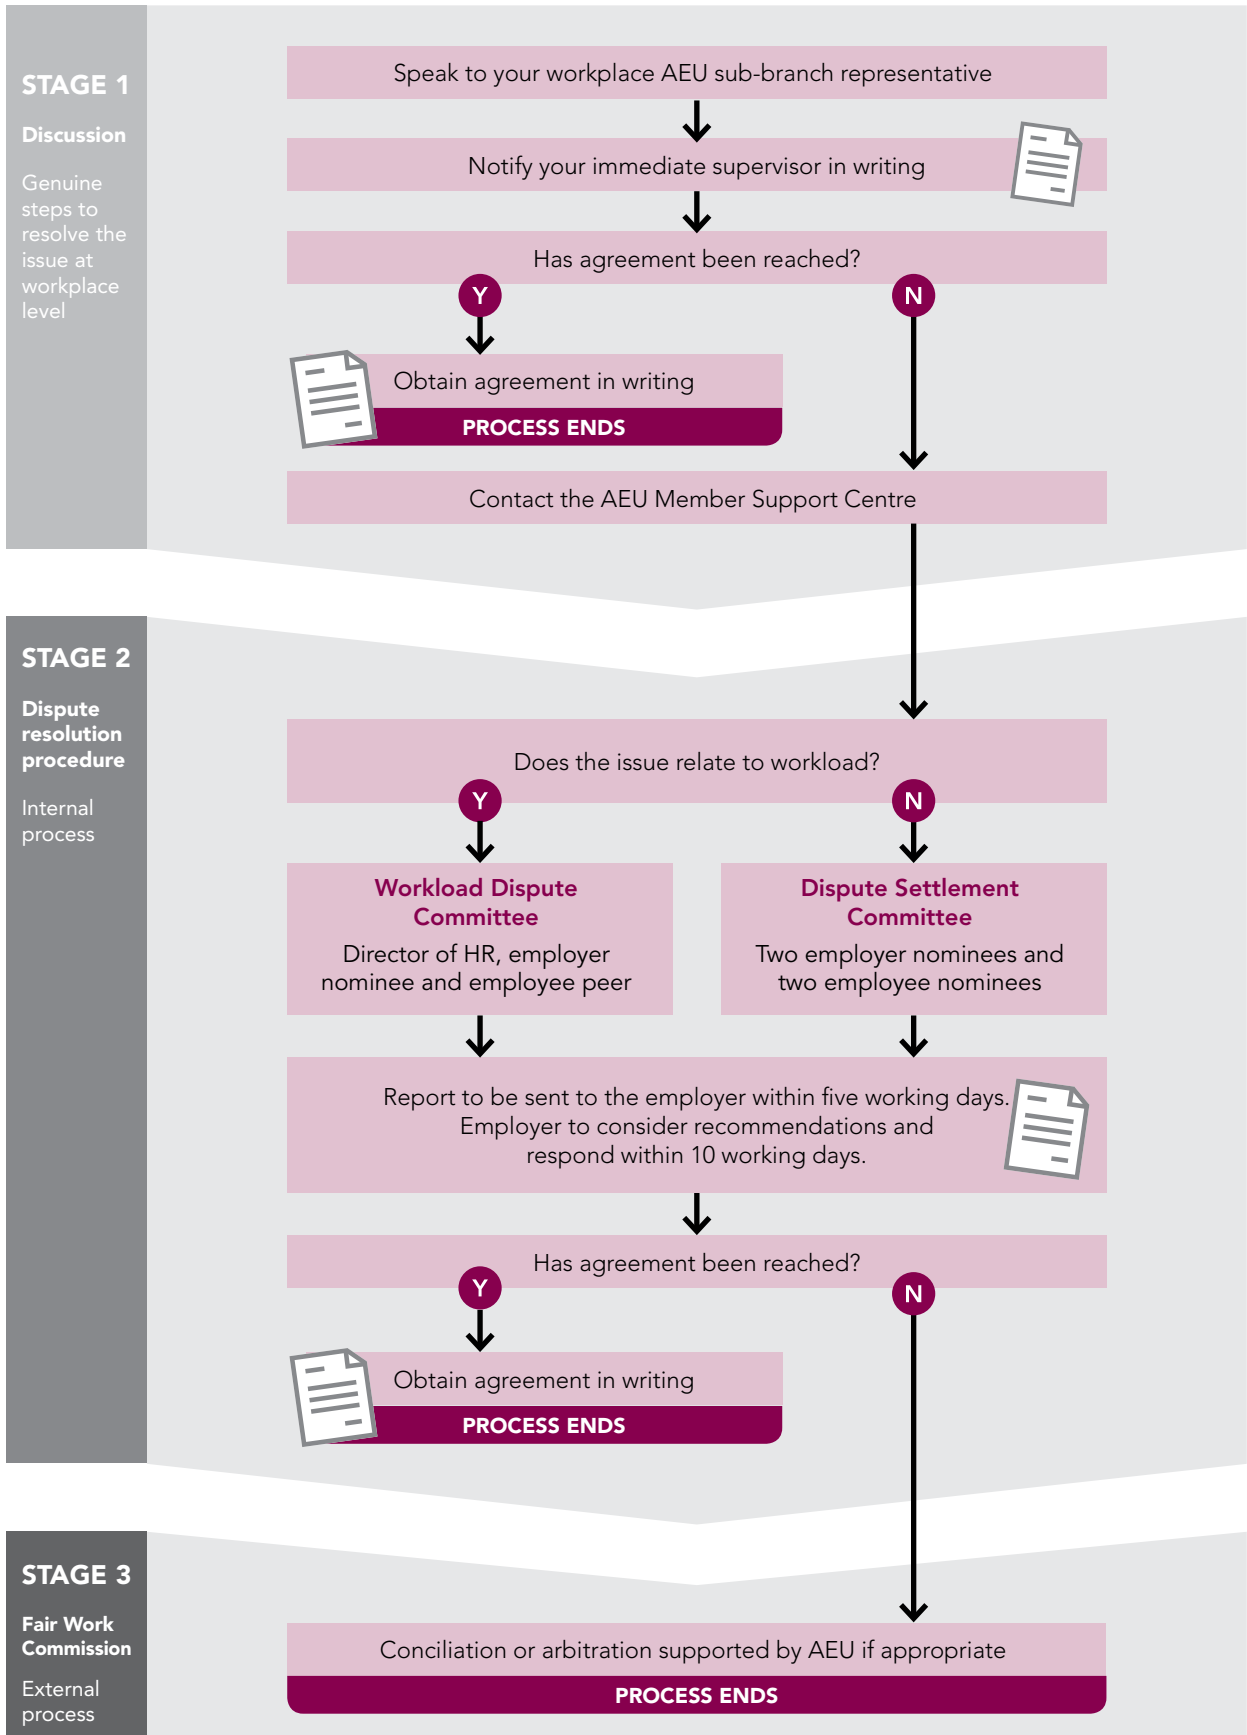 STAGE 1
Discussion
Genuine
steps to
resolve the
issue at
workplace
level
Speak to your workplace AEU sub-branch representative
Notify your immediate supervisor in writing
Has agreement been reached?
Y
N
Obtain agreement in writing
PROCESS ENDS
Contact the AEU Member Support Centre
STAGE 2
Dispute
resolution
procedure
Internal
process
Does the issue relate to workload?
Y
N
Workload Dispute
Committee
Director of HR, employer
nominee and employee peer
Dispute Settlement
Committee
Two employer nominees and
two employee nominees
Report to be sent to the employer within five working days.
Employer to consider recommendations and
respond within 10 working days.
Has agreement been reached?
Y
N
Obtain agreement in writing
PROCESS ENDS
STAGE 3
Fair Work
Commission
External
process
Conciliation or arbitration supported by AEU if appropriate
PROCESS ENDS